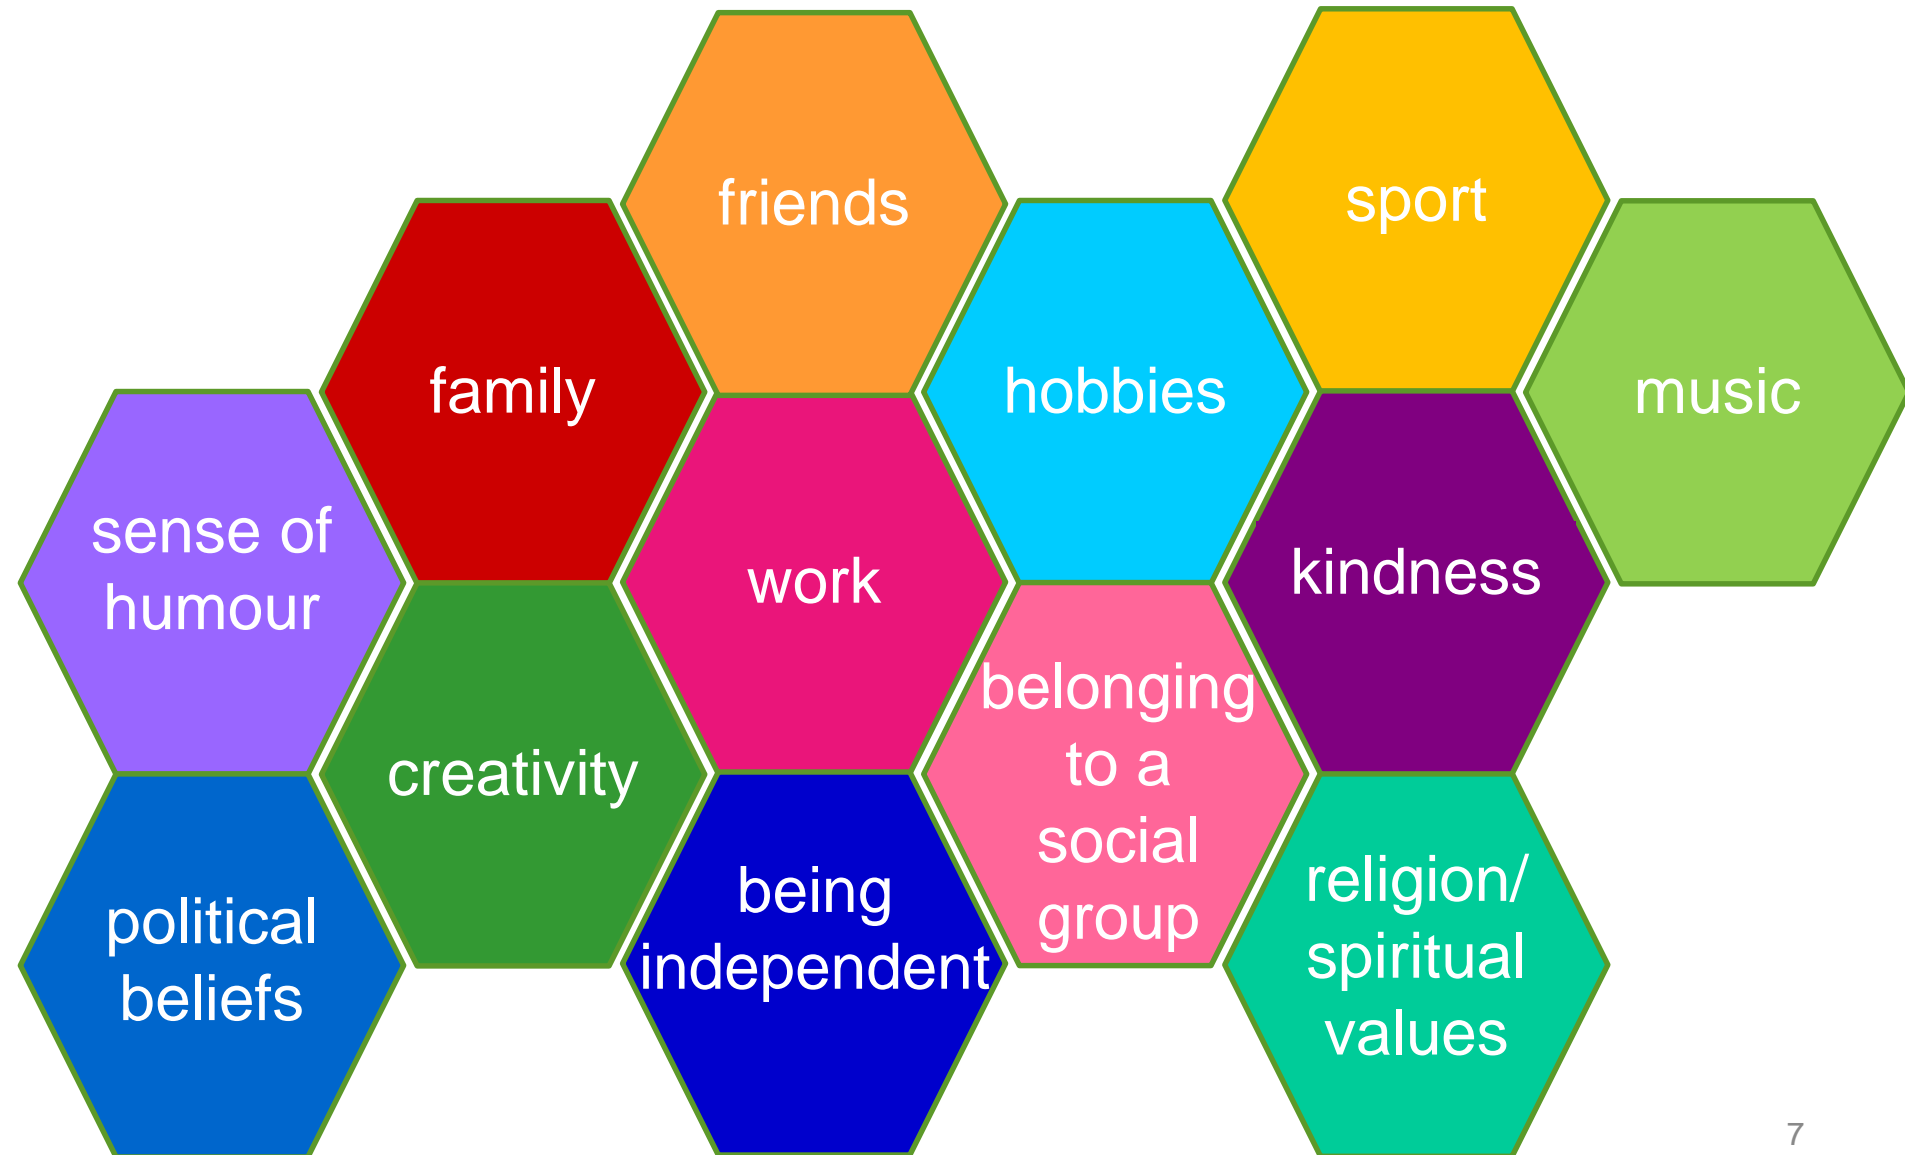 friends
sport
family
hobbies
music
sense of
humour
work
kindness
creativity
belonging
to a
social
group
political
beliefs
being
independent
religion/
spiritual
values
7